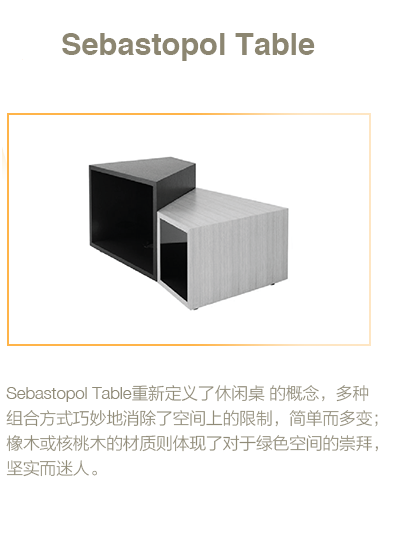 Sebastopol Table
Sebastopol Table重新定义了休闲桌 的概念，多种
组合方式巧妙地消除了空间上的限制，简单而多变；
橡木或核桃木的材质则体现了对于绿色空间的崇拜，
坚实而迷人。